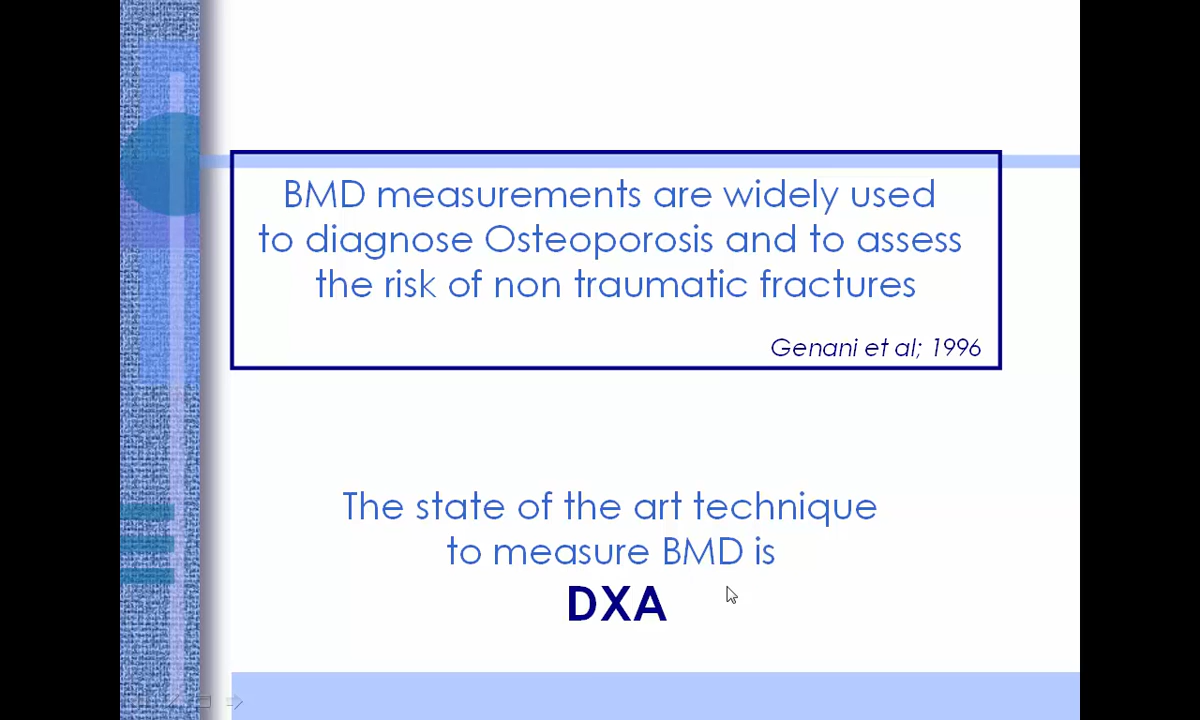 BMD measurements are widely used
to diagnose Osteoporosis and to assess
the risk of non traumatic fractures
Genani et al; 1996
The state of the art technique
to measure BMD is
DXA